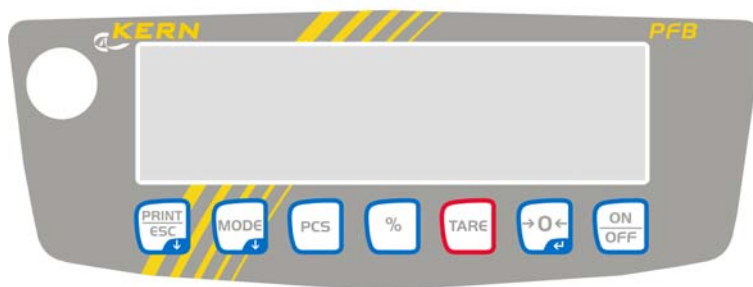 KERN
PFB
PRINT
ESC
MODE
PCS
%
TARE
→0←
ON
OFF